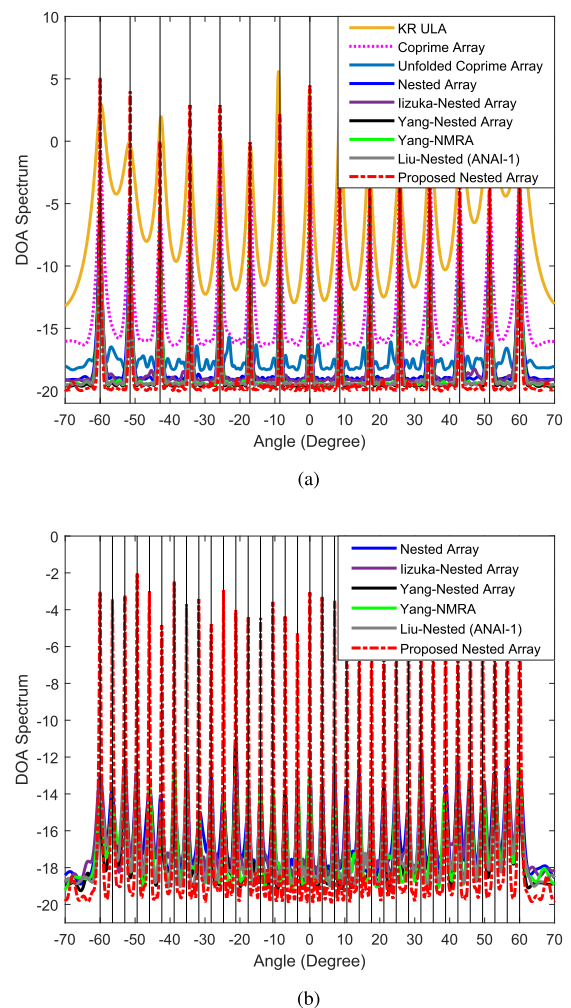 10
5
0
-5
-10
-15
-20
DOA Spectrum
KR ULA
Coprime Array
Unfolded Coprime Array
Nested Array
Iizuka-Nested Array
Yang-Nested Array
Yang-NMRA
Liu-Nested (ANAI-1)
Proposed Nested Array
-70 -60 -50 -40 -30 -20 -10 0 10 20 30 40 50 60 70
Angle (Degree)
(a)
0
-2
-4
-6
-8
-10
-12
-14
-16
-18
-20
DOA Spectrum
Nested Array
Iizuka-Nested Array
Yang-Nested Array
Yang-NMRA
Liu-Nested (ANAI-1)
Proposed Nested Array
-70 -60 -50 -40 -30 -20 -10 0 10 20 30 40 50 60 70
Angle (Degree)
(b)